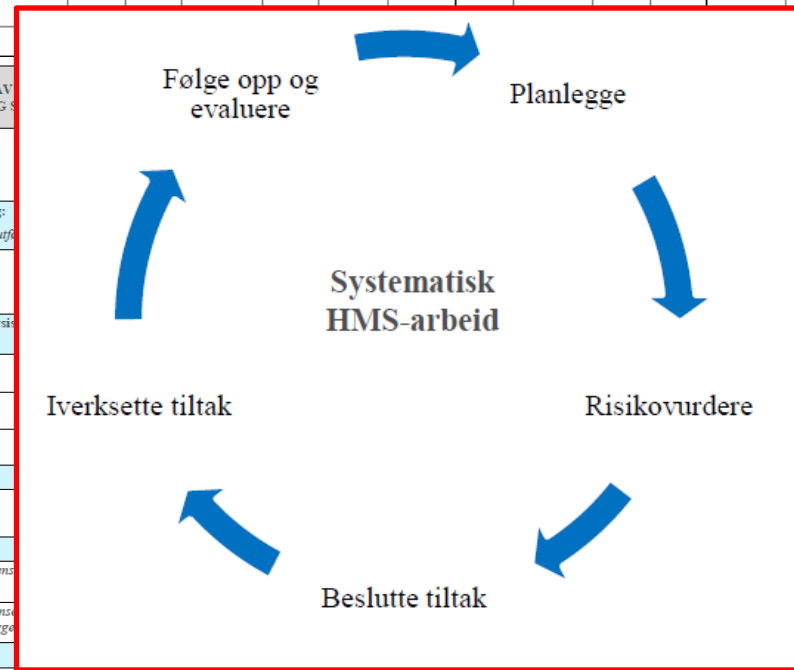 Følge opp og
evaluere
Planlegge
Systematisk
HMS-arbeid
Iverksette tiltak
Risikovurdere
Beslutte tiltak